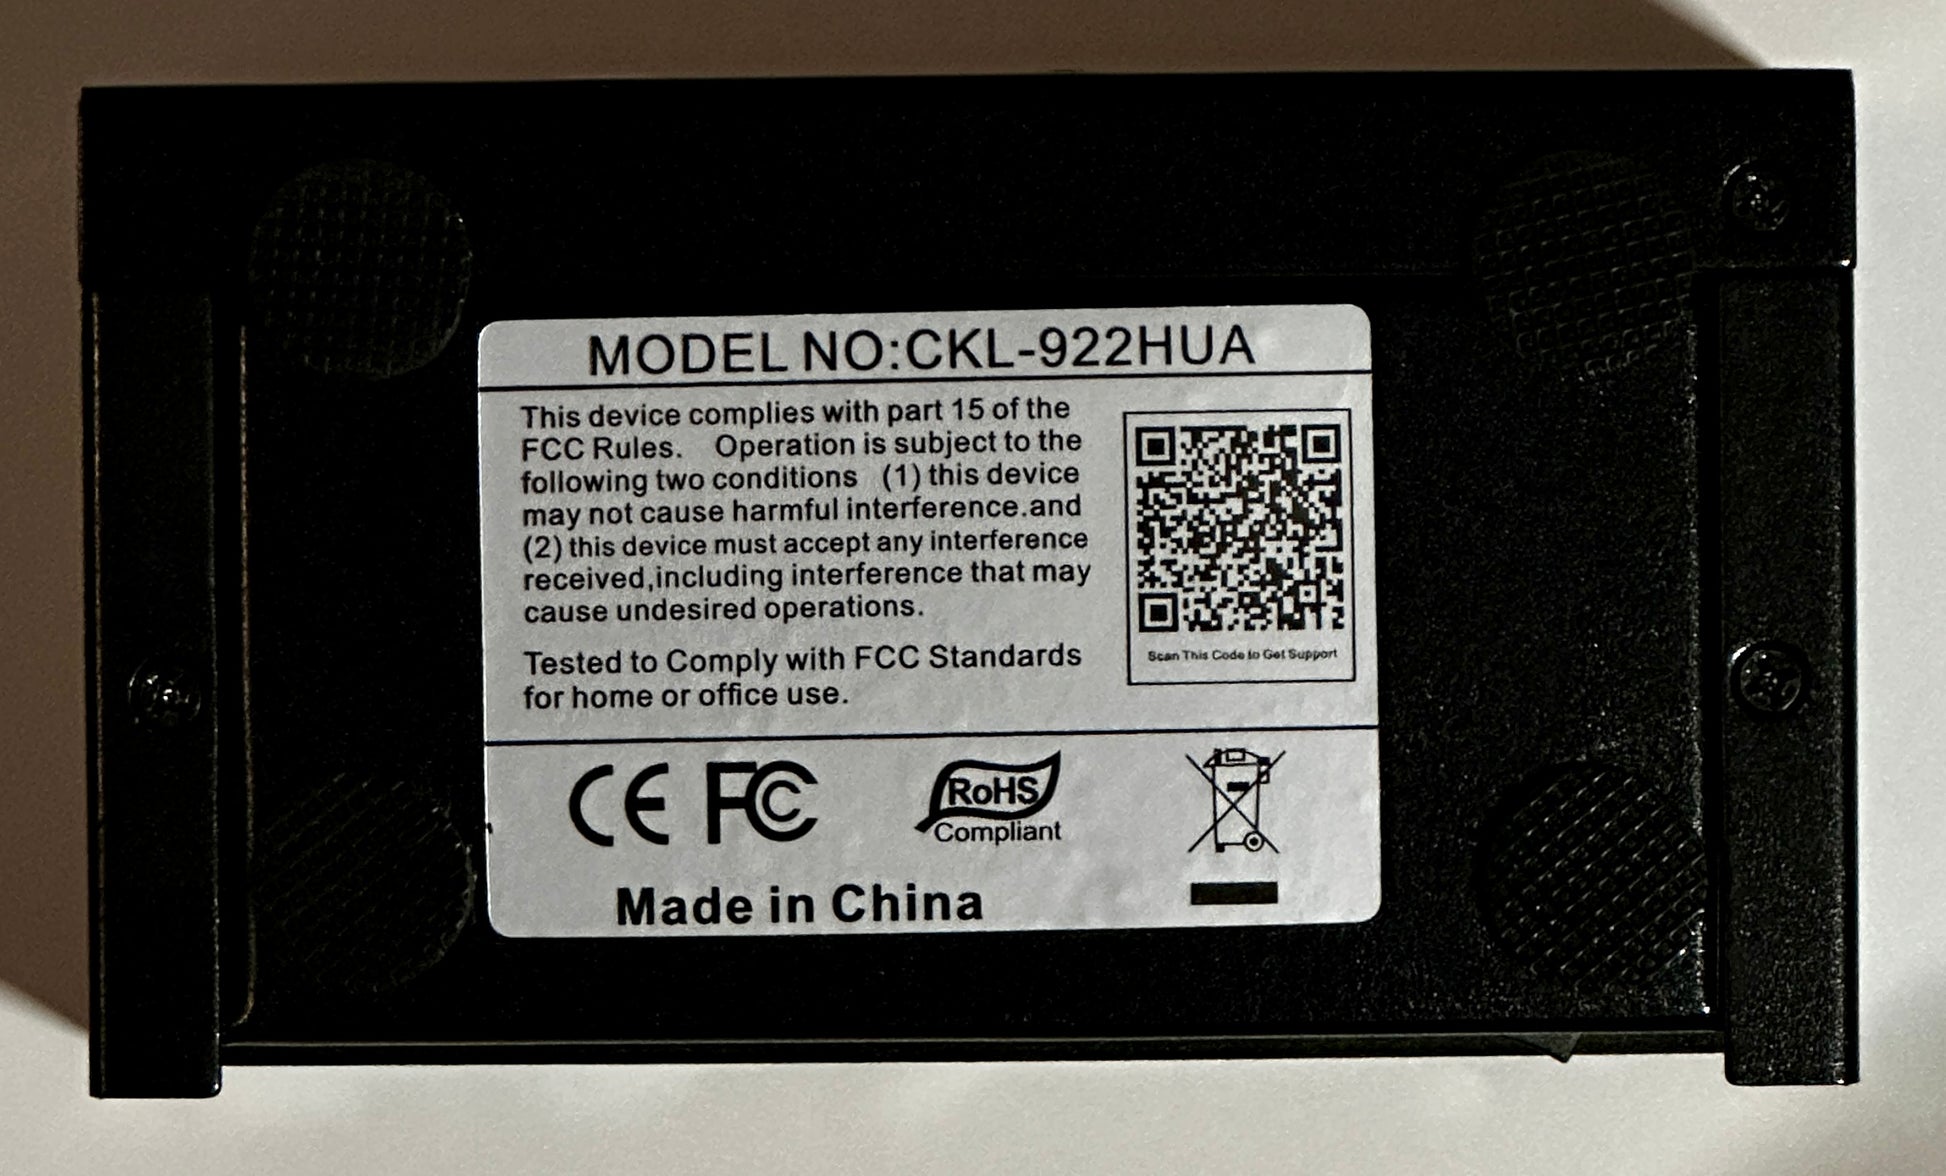 MODEL NO:CKL-922HUA
This device complies with part 15 of the
FCC Rules. Operation is subject to the
following two conditions (1) this device
may not cause harmful interference.and
(2) this device must accept any interference
received,including interference that may
cause undesired operations.
Tested to Comply with FCC Standards
for home or office use.
Scan This Code to Get Support
CE FC RoHS
Compliant
Made in China